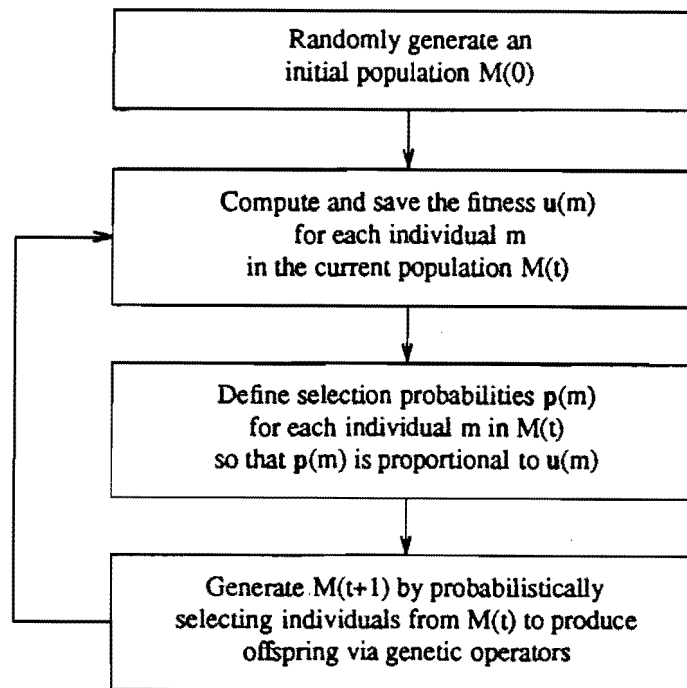 Randomly generate an
initial population M(0)
Compute and save the fitness u(m)
for each individual m
in the current population M(t)
Define selection probabilities p(m)
for each individual m in M(t)
so that p(m) is proportional to u(m)
Generate M(t+1) by probabilistically
selecting individuals from M(t) to produce
offspring via genetic operators